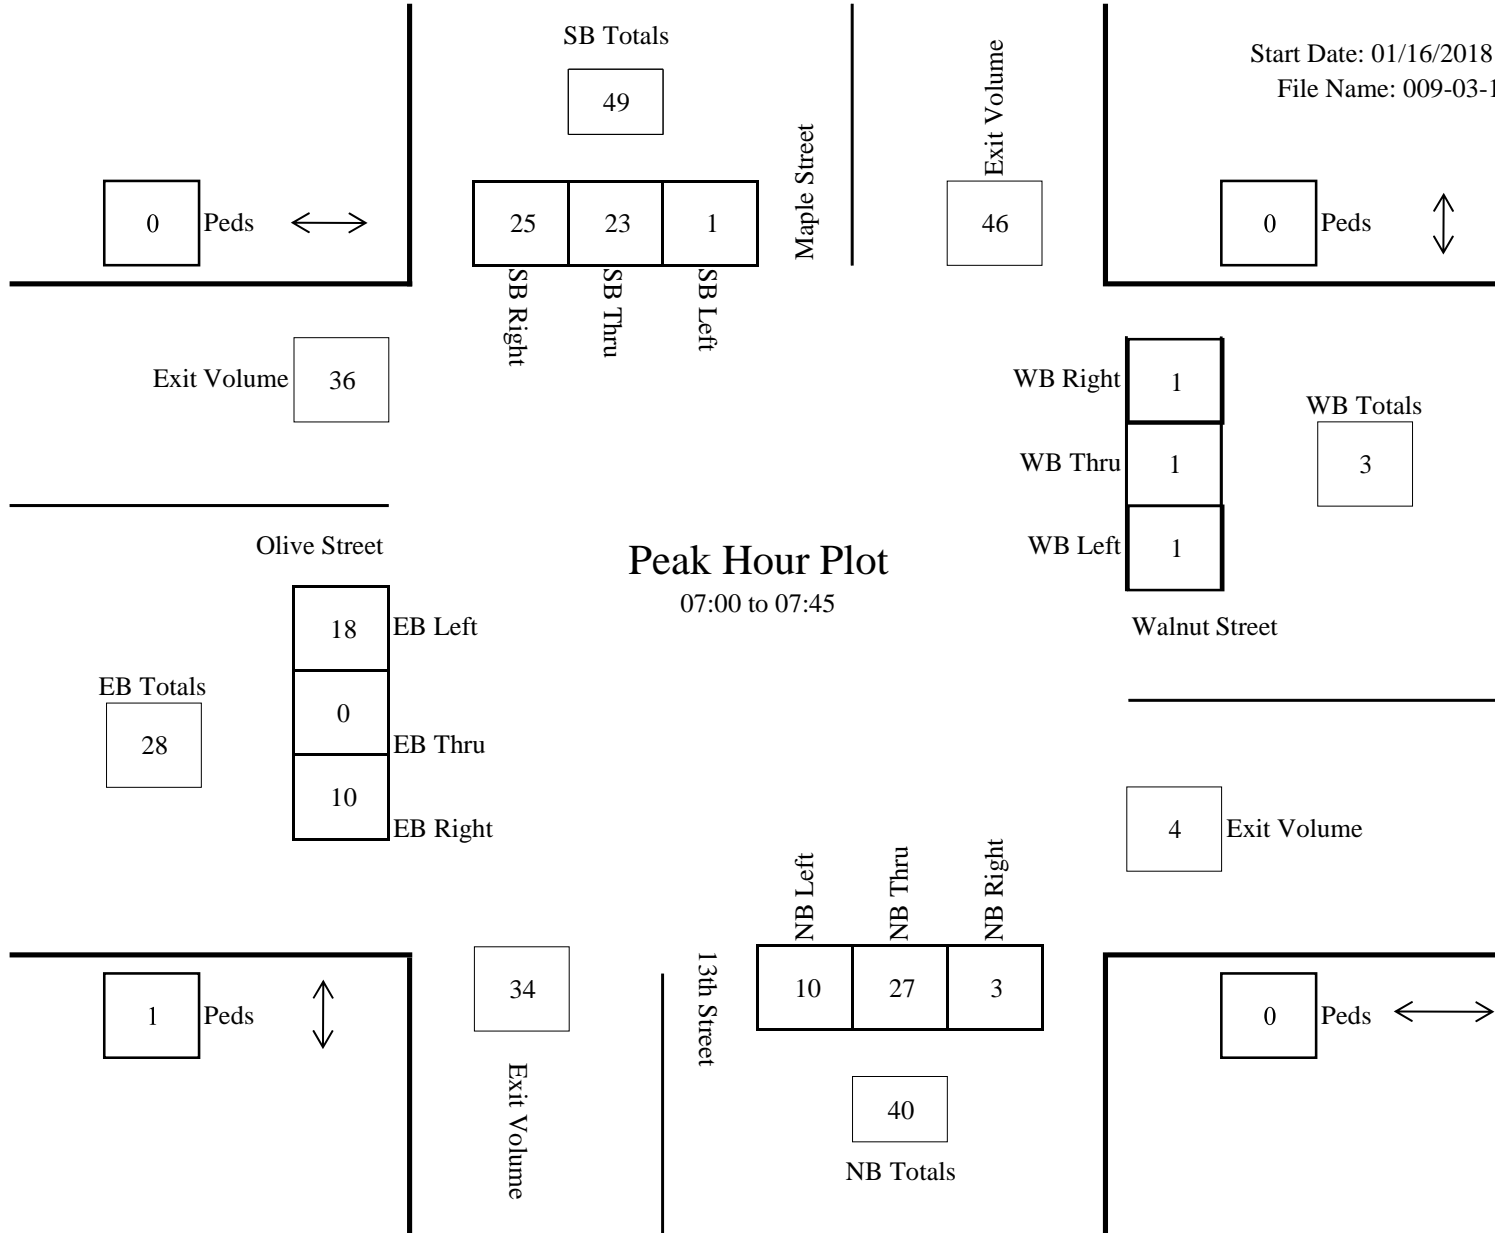 SB Totals
49
Start Date: 01/16/2018
File Name: 009-03-1
Exit Volume
Maple Street
0 Peds
25 23 1
46
0 Peds
SB Right
SB Thru
SB Left
Exit Volume 36
WB Right 1
WB Totals
WB Thru 1
3
Olive Street
WB Left 1
Peak Hour Plot
07:00 to 07:45
18 EB Left
Walnut Street
EB Totals
0
28
EB Thru
10
EB Right
4 Exit Volume
NB Left
NB Thru
NB Right
34
13th Street
10 27 3
1 Peds
0 Peds
Exit Volume
40
NB Totals